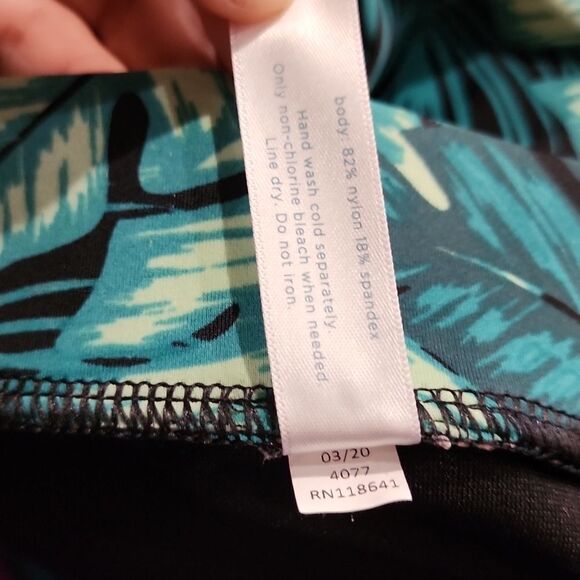 body: 82% nylon 18% spandex
Hand wash cold separately.
Only non-chlorine bleach when needed.
Line dry. Do not iron.
03/20
4077
RN118641